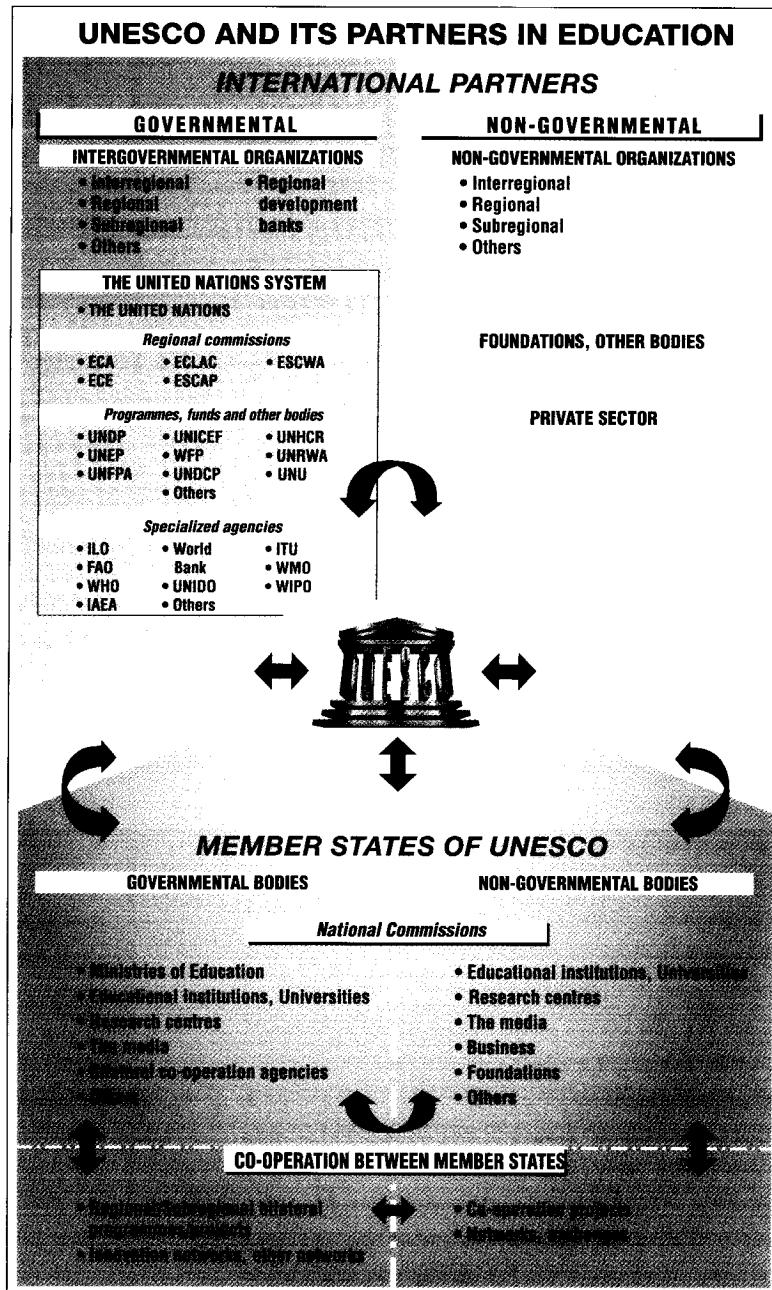 UNESCO AND ITS PARTNERS IN EDUCATION
INTERNATIONAL PARTNERS
GOVERNMENTAL
INTERGOVERNMENTAL ORGANIZATIONS
• Interregional
• Regional
• Subregional
• Others
• Regional
development
banks
THE UNITED NATIONS SYSTEM
• THE UNITED NATIONS
Regional commissions
• ECA • ECLAC • ESCWA
• ECE • ESCAP
Programmes, funds and other bodies
• UNDP • UNICEF • UNHCR
• UNEP • WFP • UNRWA
• UNFPA • UNDCP • UNU
• Others
Specialized agencies
• ILO • World • ITU
• FAO Bank • WMO
• WHO • UNIDO • WIPO
• IAEA • Others
NON-GOVERNMENTAL
NON-GOVERNMENTAL ORGANIZATIONS
• Interregional
• Regional
• Subregional
• Others
FOUNDATIONS, OTHER BODIES
PRIVATE SECTOR
UNESCO
MEMBER STATES OF UNESCO
GOVERNMENTAL BODIES
NON-GOVERNMENTAL BODIES
National Commissions
• Ministries of Education
• Educational institutions, Universities
• Research centres
• The media
• Bilateral co-operation agencies
• Others
• Educational institutions, Universities
• Research centres
• The media
• Business
• Foundations
• Others
CO-OPERATION BETWEEN MEMBER STATES
• Regional/Subregional bilateral
programmes/projects
• Innovation networks, other networks
• Co-operation projects
• Networks, exchanges